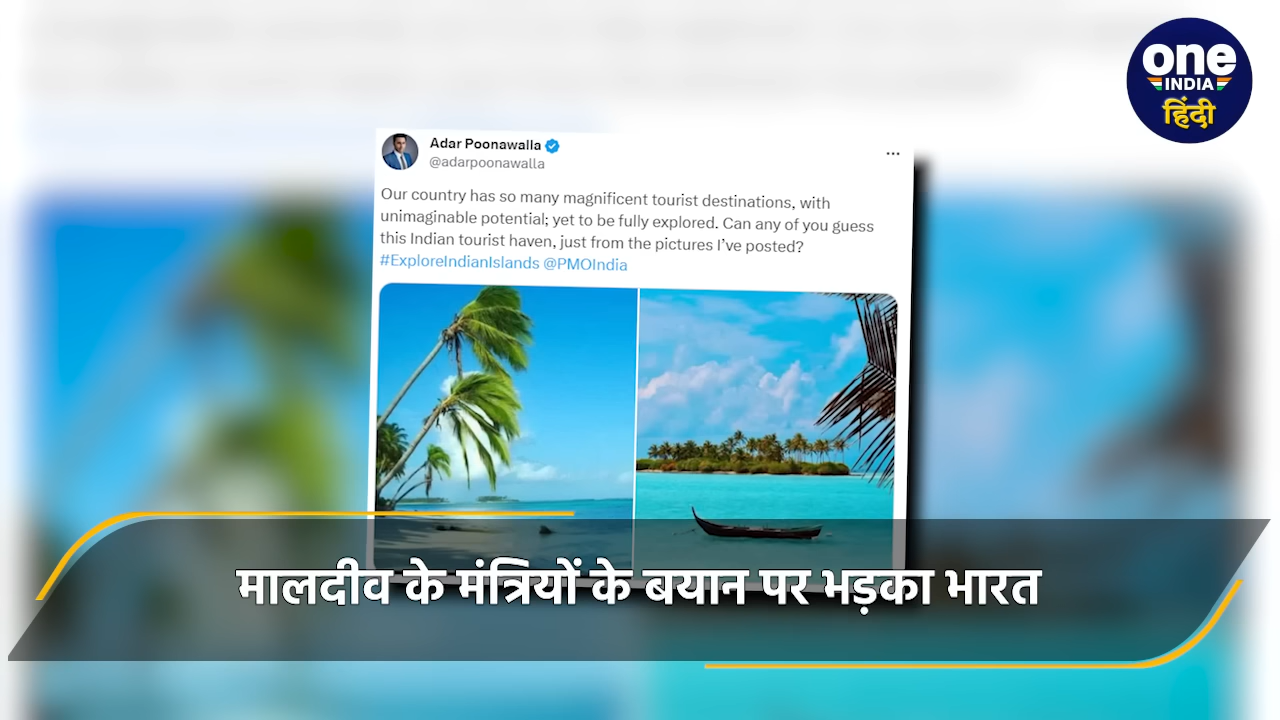 one
INDIA
हिंदी
Adar Poonawalla
@adarpoonawalla
Our country has so many magnificent tourist destinations, with
unimaginable potential; yet to be fully explored. Can any of you guess
this Indian tourist haven, just from the pictures I've posted?
#ExploreIndianIslands @PMOIndia
मालदीव के मंत्रियों के बयान पर भड़का भारत